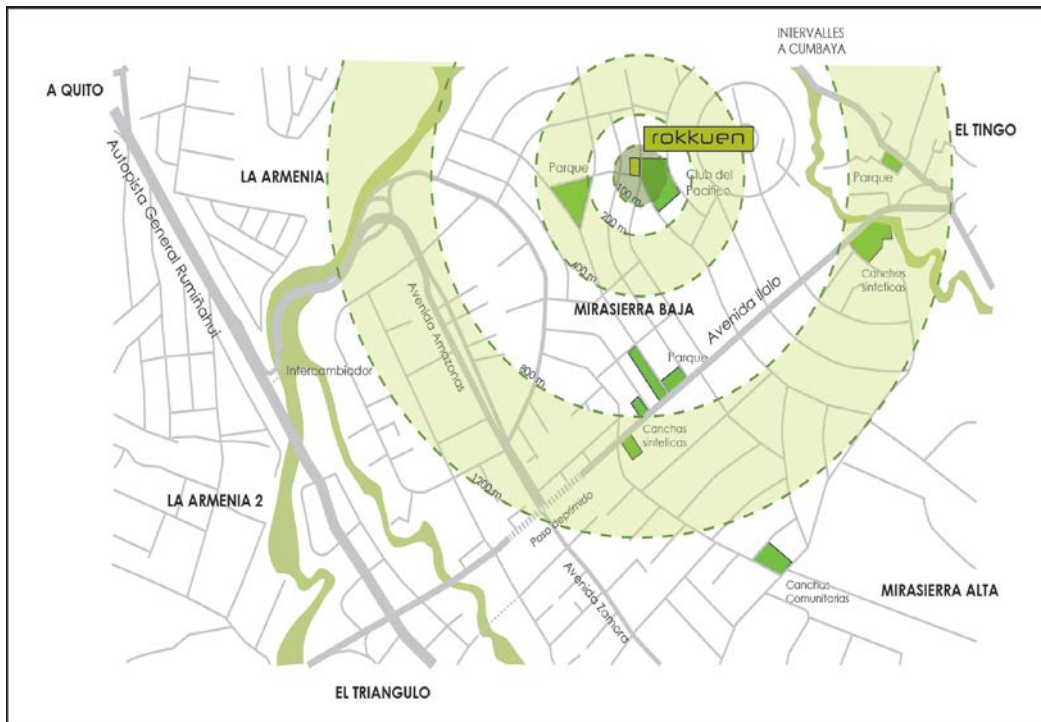 INTERVALLES
A CUMBAYA
A QUITO
rokkuen
EL TINGO
Autopista General Rumiñahui
LA ARMENIA
Parque
Club del
Pacifico
Parque
100 m.
200 m.
400 m.
Canchas
sinteticas
MIRASIERRA BAJA
Avenida Ilalo
Avenida Amazonas
Parque
Intercambiador
800 m.
Canchas
sinteticas
1200 m.
LA ARMENIA 2
Paso deprimido
Avenida Zamora
Canchas
Comunitarias
MIRASIERRA ALTA
EL TRIANGULO